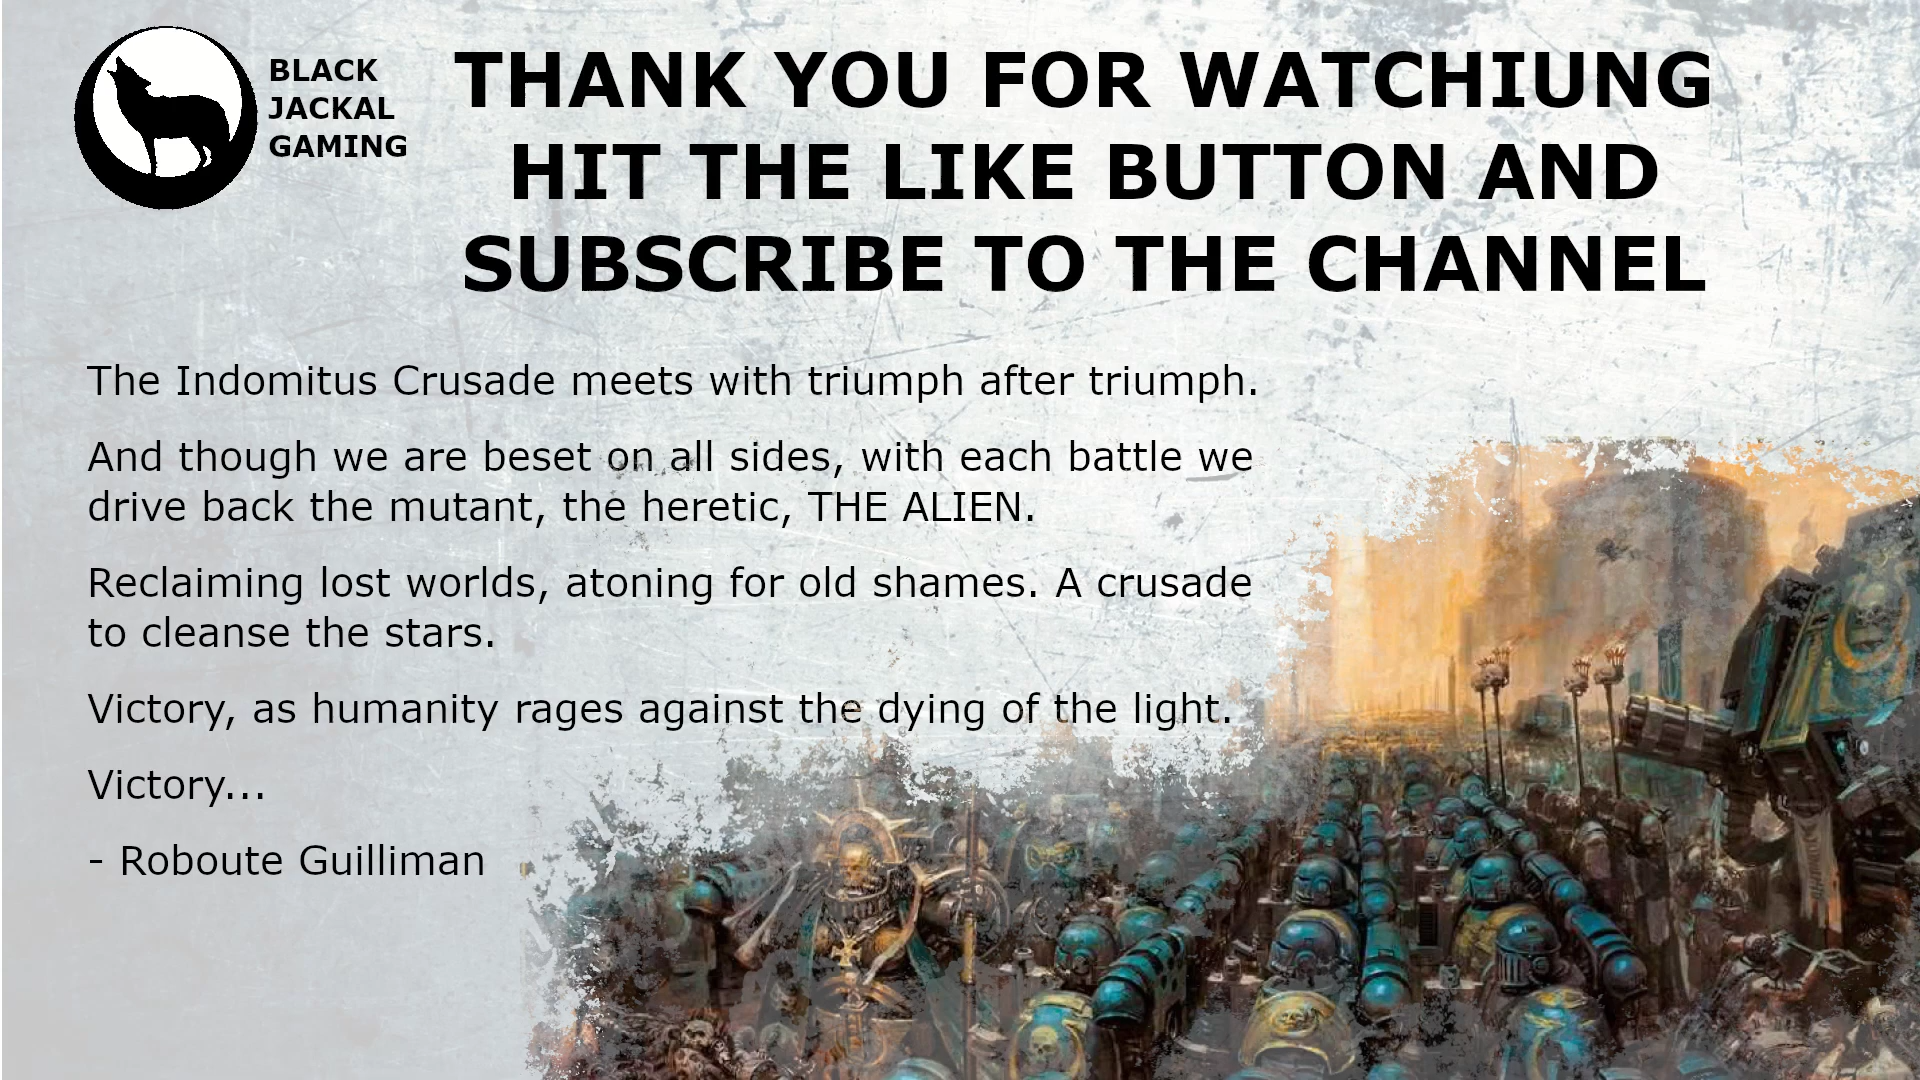 BLACK
JACKAL
GAMING
THANK YOU FOR WATCHIUNG
HIT THE LIKE BUTTON AND
SUBSCRIBE TO THE CHANNEL
The Indomitus Crusade meets with triumph after triumph.
And though we are beset on all sides, with each battle we
drive back the mutant, the heretic, THE ALIEN.
Reclaiming lost worlds, atoning for old shames. A crusade
to cleanse the stars.
Victory, as humanity rages against the dying of the light.
Victory...
- Roboute Guilliman